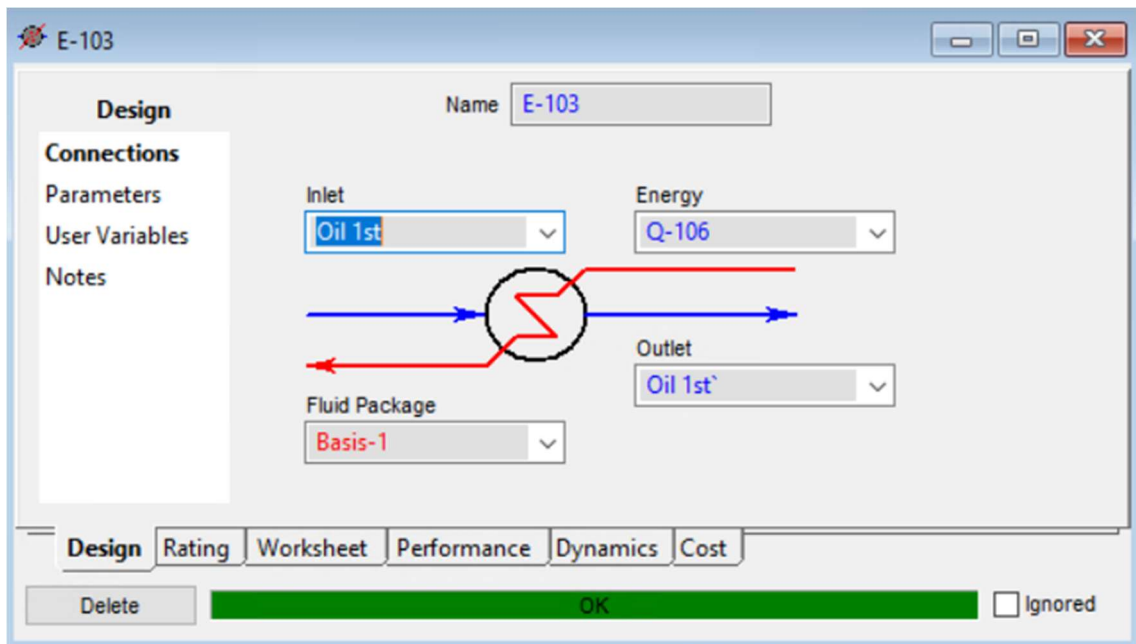 E-103
Design
Name E-103
Connections
Parameters
User Variables
Notes
Inlet
Energy
Oil 1st
Q-106
Outlet
Oil 1st`
Fluid Package
Basis-1
Design Rating Worksheet Performance Dynamics Cost
Delete
OK
Ignored